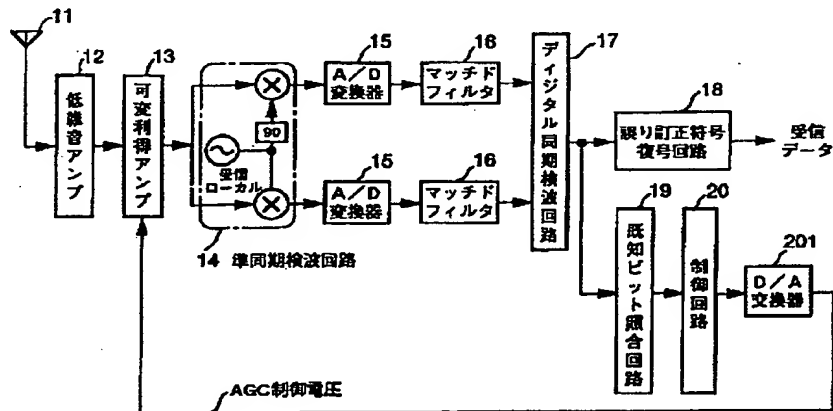 11
12
低雑音アンプ
13
可変利得アンプ
90
受信
ローカル
14 準同期検波回路
15
A/D
変換器
16
マッチド
フィルタ
15
A/D
変換器
16
マッチド
フィルタ
17
ディジタル同期検波回路
18
誤り訂正符号
復号回路
受信
データ
19
既知ビット照合回路
20
制御回路
201
D/A
変換器
AGC制御電圧